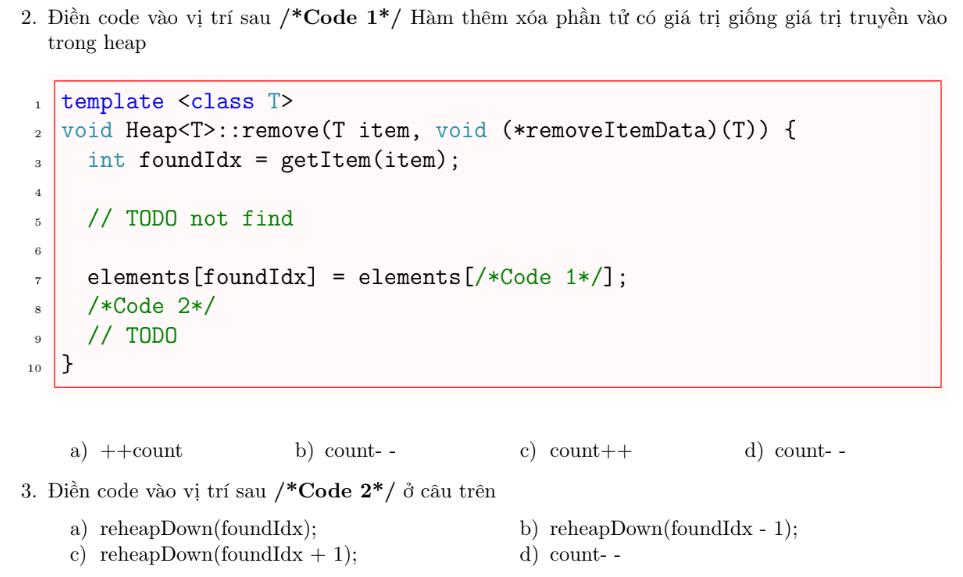 2. Điền code vào vị trí sau /*Code 1*/ Hàm thêm xóa phần tử có giá trị giống giá trị truyền vào
trong heap
1 template <class T>
2 void Heap<T>::remove(T item, void (*removeItemData)(T)) {
3 int foundIdx = getItem(item);
4
5 // TODO not find
6
7 elements[foundIdx] = elements[/*Code 1*/];
8 /*Code 2*/
9 // TODO
10 }
a) ++count b) count- - c) count++ d) count- -
3. Điền code vào vị trí sau /*Code 2*/ ở câu trên
a) reheapDown(foundIdx); b) reheapDown(foundIdx - 1);
c) reheapDown(foundIdx + 1); d) count- -